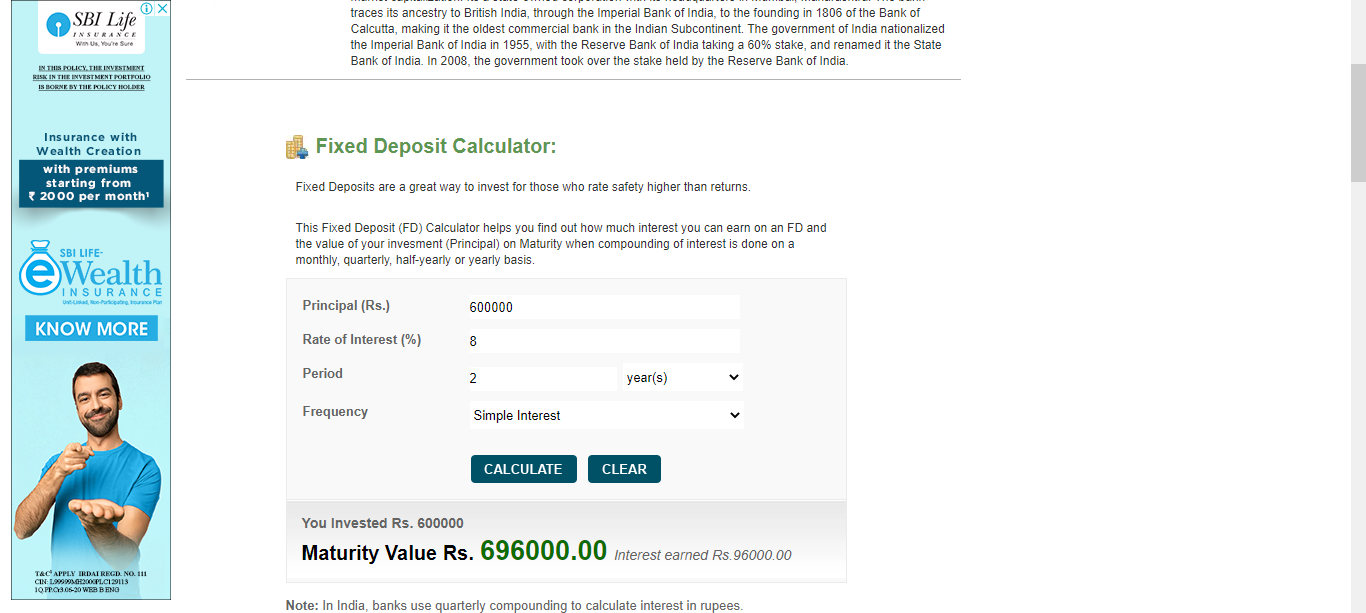 SBI Life
INSURANCE
With Us, You're Sure
IN THIS POLICY, THE INVESTMENT
RISK IN THE INVESTMENT PORTFOLIO
IS BORNE BY THE POLICY HOLDER
Insurance with
Wealth Creation
with premiums
starting from
₹ 2000 per month¹
SBI LIFE-
eWealth
INSURANCE
Unit-Linked, Non-Participating, Insurance Plan
KNOW MORE
T&C² APPLY IRDAI REGD. NO. 111
CIN: L99999MH2000PLC129113
1Q.PP.C3.06-20 WEB B ENG
traces its ancestry to British India, through the Imperial Bank of India, to the founding in 1806 of the Bank of
Calcutta, making it the oldest commercial bank in the Indian Subcontinent. The government of India nationalized
the Imperial Bank of India in 1955, with the Reserve Bank of India taking a 60% stake, and renamed it the State
Bank of India. In 2008, the government took over the stake held by the Reserve Bank of India.
Fixed Deposit Calculator:
Fixed Deposits are a great way to invest for those who rate safety higher than returns.
This Fixed Deposit (FD) Calculator helps you find out how much interest you can earn on an FD and
the value of your invesment (Principal) on Maturity when compounding of interest is done on a
monthly, quarterly, half-yearly or yearly basis.
Principal (Rs.) 600000
Rate of Interest (%) 8
Period 2 year(s)
Frequency Simple Interest
CALCULATE CLEAR
You Invested Rs. 600000
Maturity Value Rs. 696000.00 Interest earned Rs.96000.00
Note: In India, banks use quarterly compounding to calculate interest in rupees.